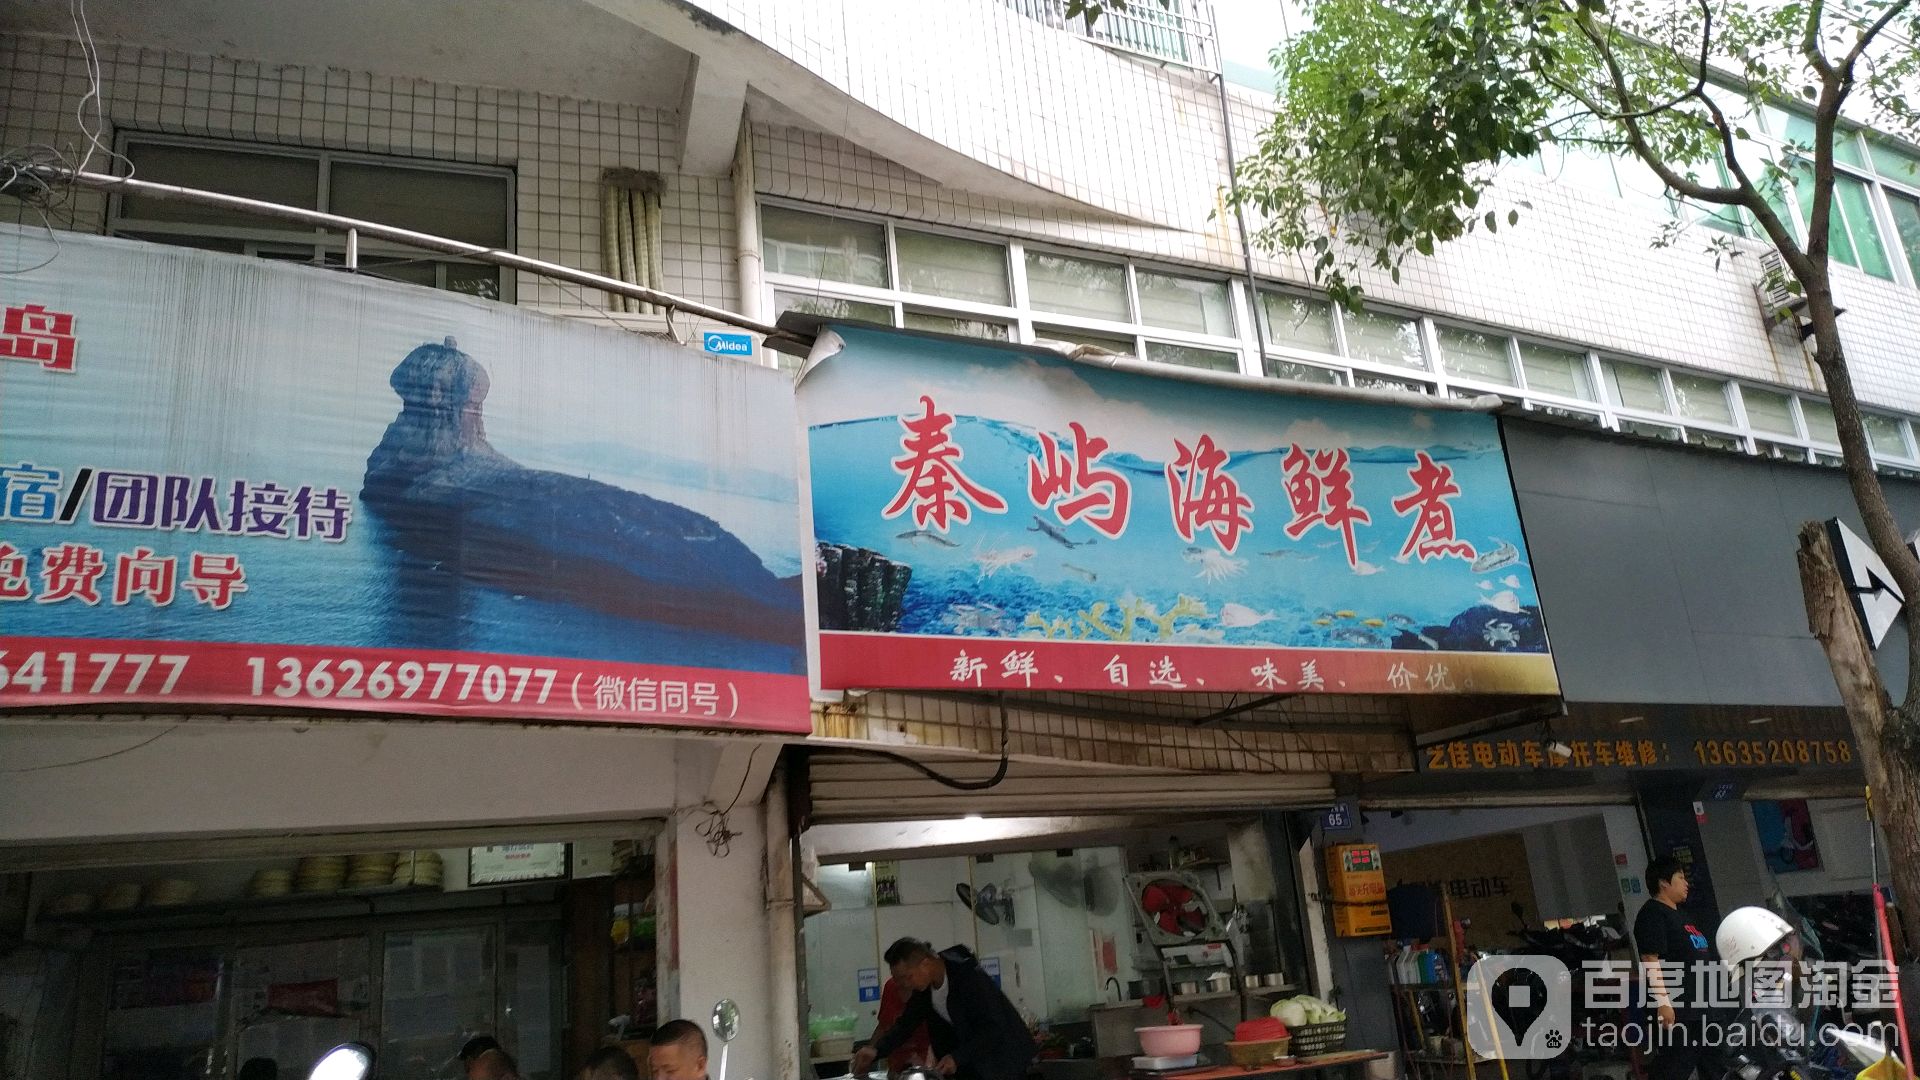 岛
宿/团队接待
免费向导
641777 13626977077(微信同号)
Midea
秦屿海鲜煮
新鲜、自选、味美、价优。
艺佳电动车摩托车维修: 13635208758
65
63
电动车
百度地图淘金
taojin.baidu.com